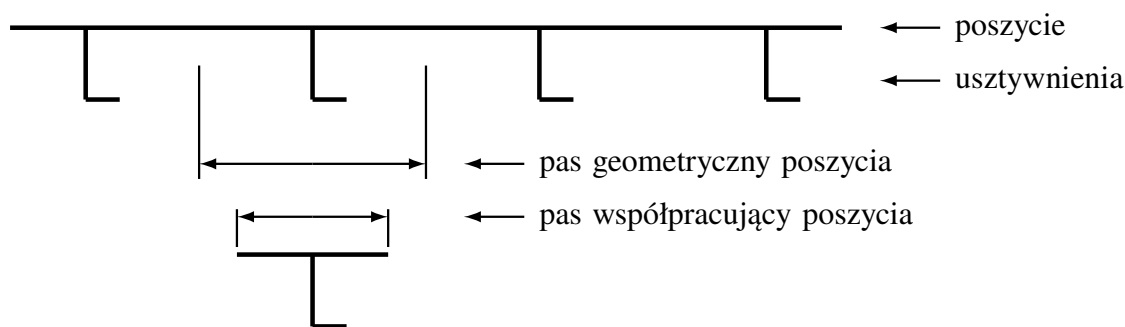 poszycie
usztywnienia
pas geometryczny poszycia
pas współpracujący poszycia